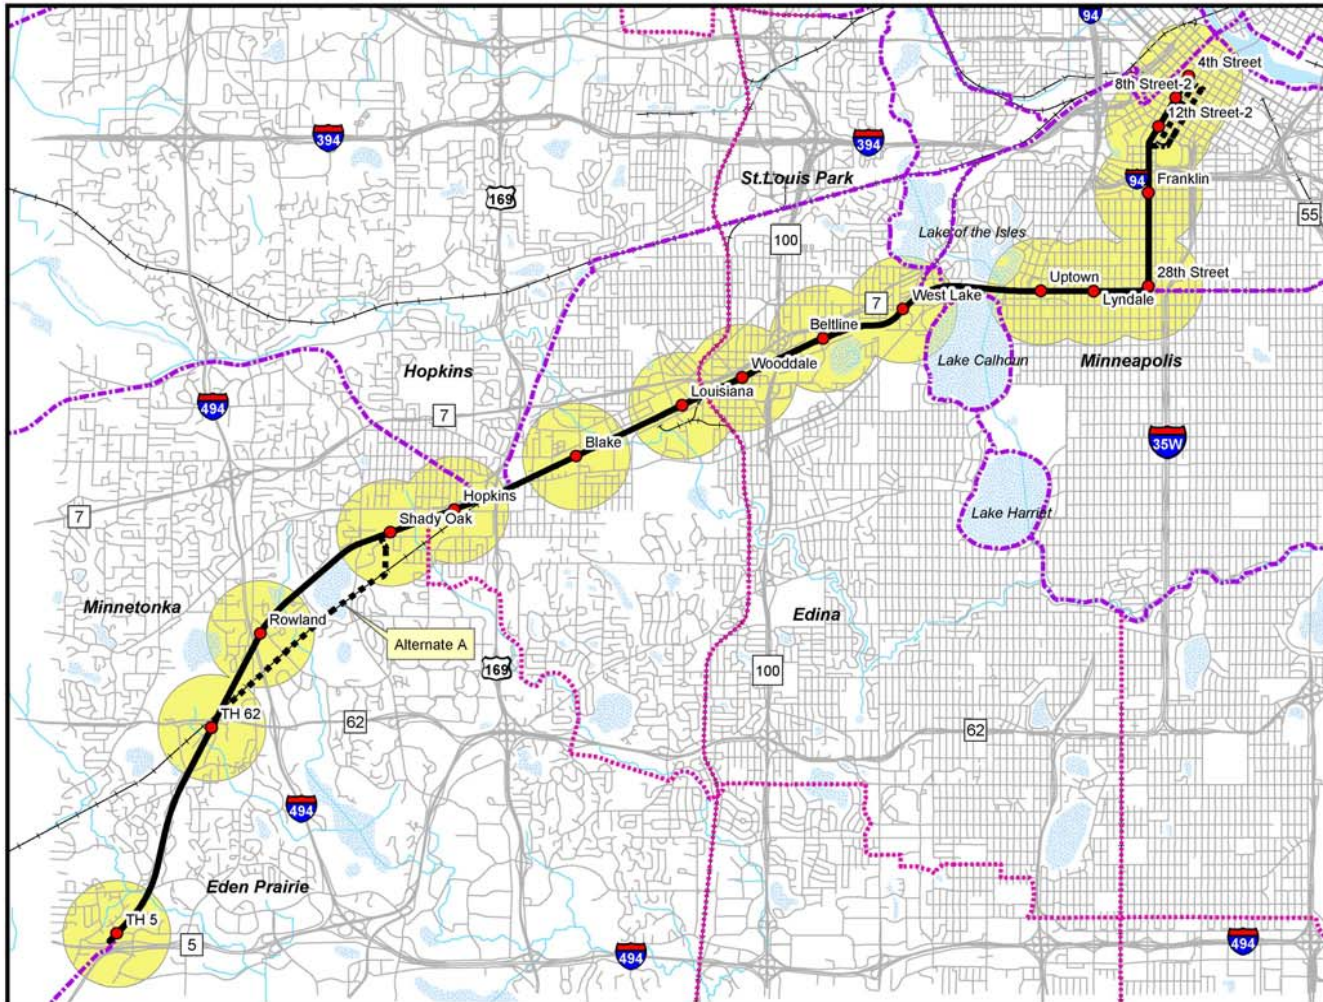 94
4th Street
8th Street-2
12th Street-2
394
394
St.Louis Park
Franklin
94
169
55
100
Lake of the Isles
28th Street
Uptown
West Lake
7
Lyndale
Beltline
Lake Calhoun
Minneapolis
Wooddale
Hopkins
Louisiana
494
7
35W
Blake
Hopkins
Lake Harriet
7
Shady Oak
Minnetonka
Edina
Rowland
Alternate A
169
100
TH 62
62
62
494
Eden Prairie
TH 5
5
494
494